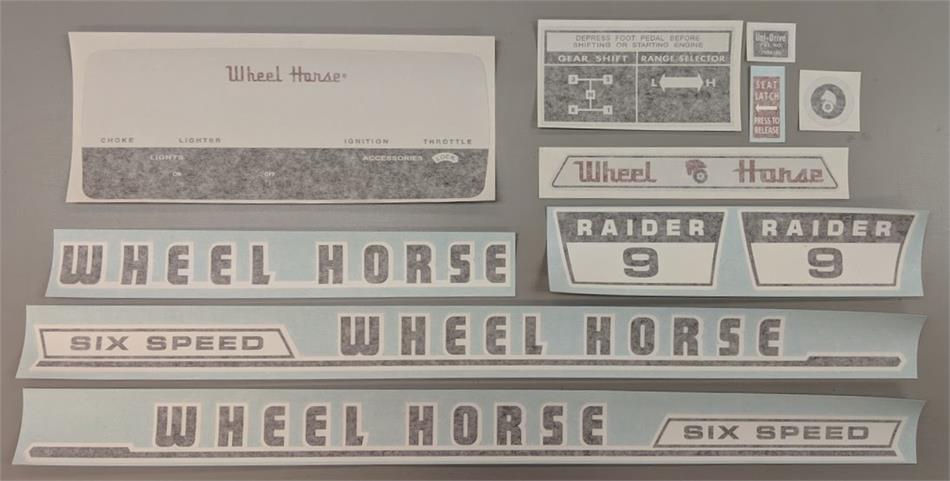 Wheel Horse®
CHOKE LIGHTER IGNITION THROTTLE
LIGHTS ACCESSORIES LOCK
ON OFF
DEPRESS FOOT PEDAL BEFORE
SHIFTING OR STARTING ENGINE
GEAR SHIFT RANGE SELECTOR
N
L H
R 1
Uni-Drive
SEAT
LATCH
PRESS TO
RELEASE
Wheel Horse
RAIDER
9
RAIDER
9
WHEEL HORSE
SIX SPEED WHEEL HORSE
WHEEL HORSE SIX SPEED